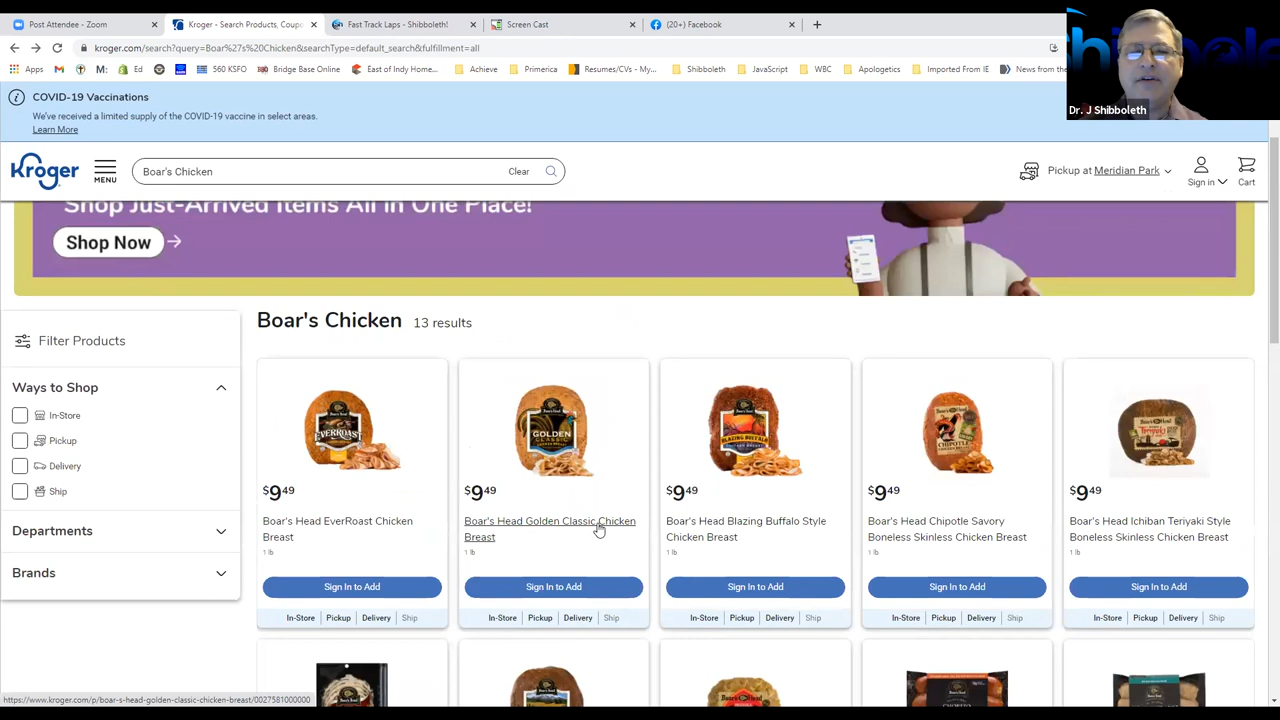 Post Attendee - Zoom
Kroger - Search Products, Coupo
Fast Track Laps - Shibboleth!
Screen Cast
(20+) Facebook
kroger.com/search?query=Boar%27s%20Chicken&searchType=default_search&fulfillment=all
Apps
M:
Ed
560 KSFO
Bridge Base Online
East of Indy Home...
Achieve
Primerica
Resumes/CVs - My...
Shibboleth
JavaScript
WBC
Apologetics
Imported From IE
News from the
Dr. J Shibboleth
COVID-19 Vaccinations
We've received a limited supply of the COVID-19 vaccine in select areas.
Learn More
Kroger
MENU
Boar's Chicken
Clear
Pickup at Meridian Park
Sign in
Cart
Shop Just-Arrived Items All in One Place!
Shop Now
Filter Products
Ways to Shop
In-Store
Pickup
Delivery
Ship
Departments
Brands
Boar's Chicken 13 results
EVERROAST
GOLDEN
CLASSIC
BLAZING BUFFALO
CHIPOTLE
Teriyaki
$9.49 $9.49 $9.49 $9.49 $9.49
Boar's Head EverRoast Chicken
Breast
1 lb
Sign In to Add
In-Store Pickup Delivery Ship
Boar's Head Golden Classic Chicken
Breast
1 lb
Sign In to Add
In-Store Pickup Delivery Ship
Boar's Head Blazing Buffalo Style
Chicken Breast
1 lb
Sign In to Add
In-Store Pickup Delivery Ship
Boar's Head Chipotle Savory
Boneless Skinless Chicken Breast
1 lb
Sign In to Add
In-Store Pickup Delivery Ship
Boar's Head Ichiban Teriyaki Style
Boneless Skinless Chicken Breast
1 lb
Sign In to Add
In-Store Pickup Delivery Ship
https://www.kroger.com/p/boar-s-head-golden-classic-chicken-breast/0027581000000